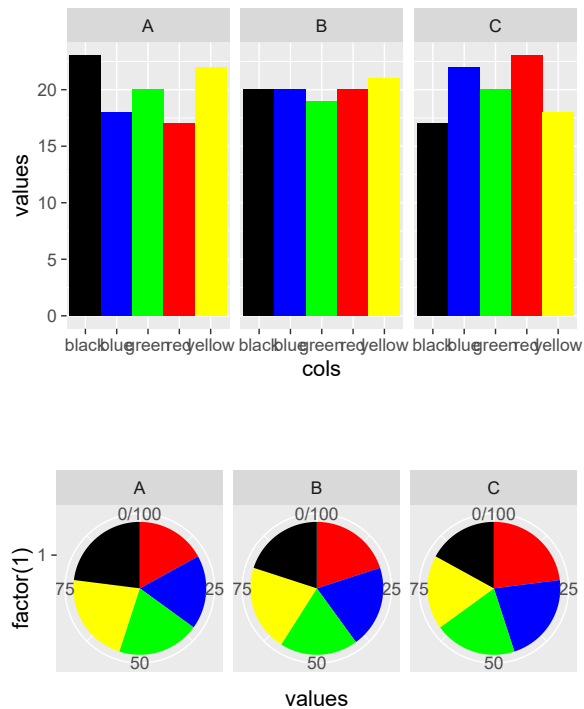 A B C
20
15
10
5
0
values
black blue green red yellow black blue green red yellow black blue green red yellow
cols
A B C
0/100 0/100 0/100
1
75 25 75 25 75 25
50 50 50
factor(1)
values